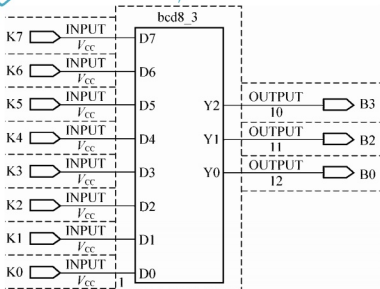 bcd8_3
K7 INPUT D7
VCC
K6 INPUT D6
VCC
K5 INPUT D5 Y2 OUTPUT B3
VCC 10
K4 INPUT D4 Y1 OUTPUT B2
VCC 11
K3 INPUT D3 Y0 OUTPUT B0
VCC 12
K2 INPUT D2
VCC
K1 INPUT D1
VCC
K0 INPUT D0
VCC
1